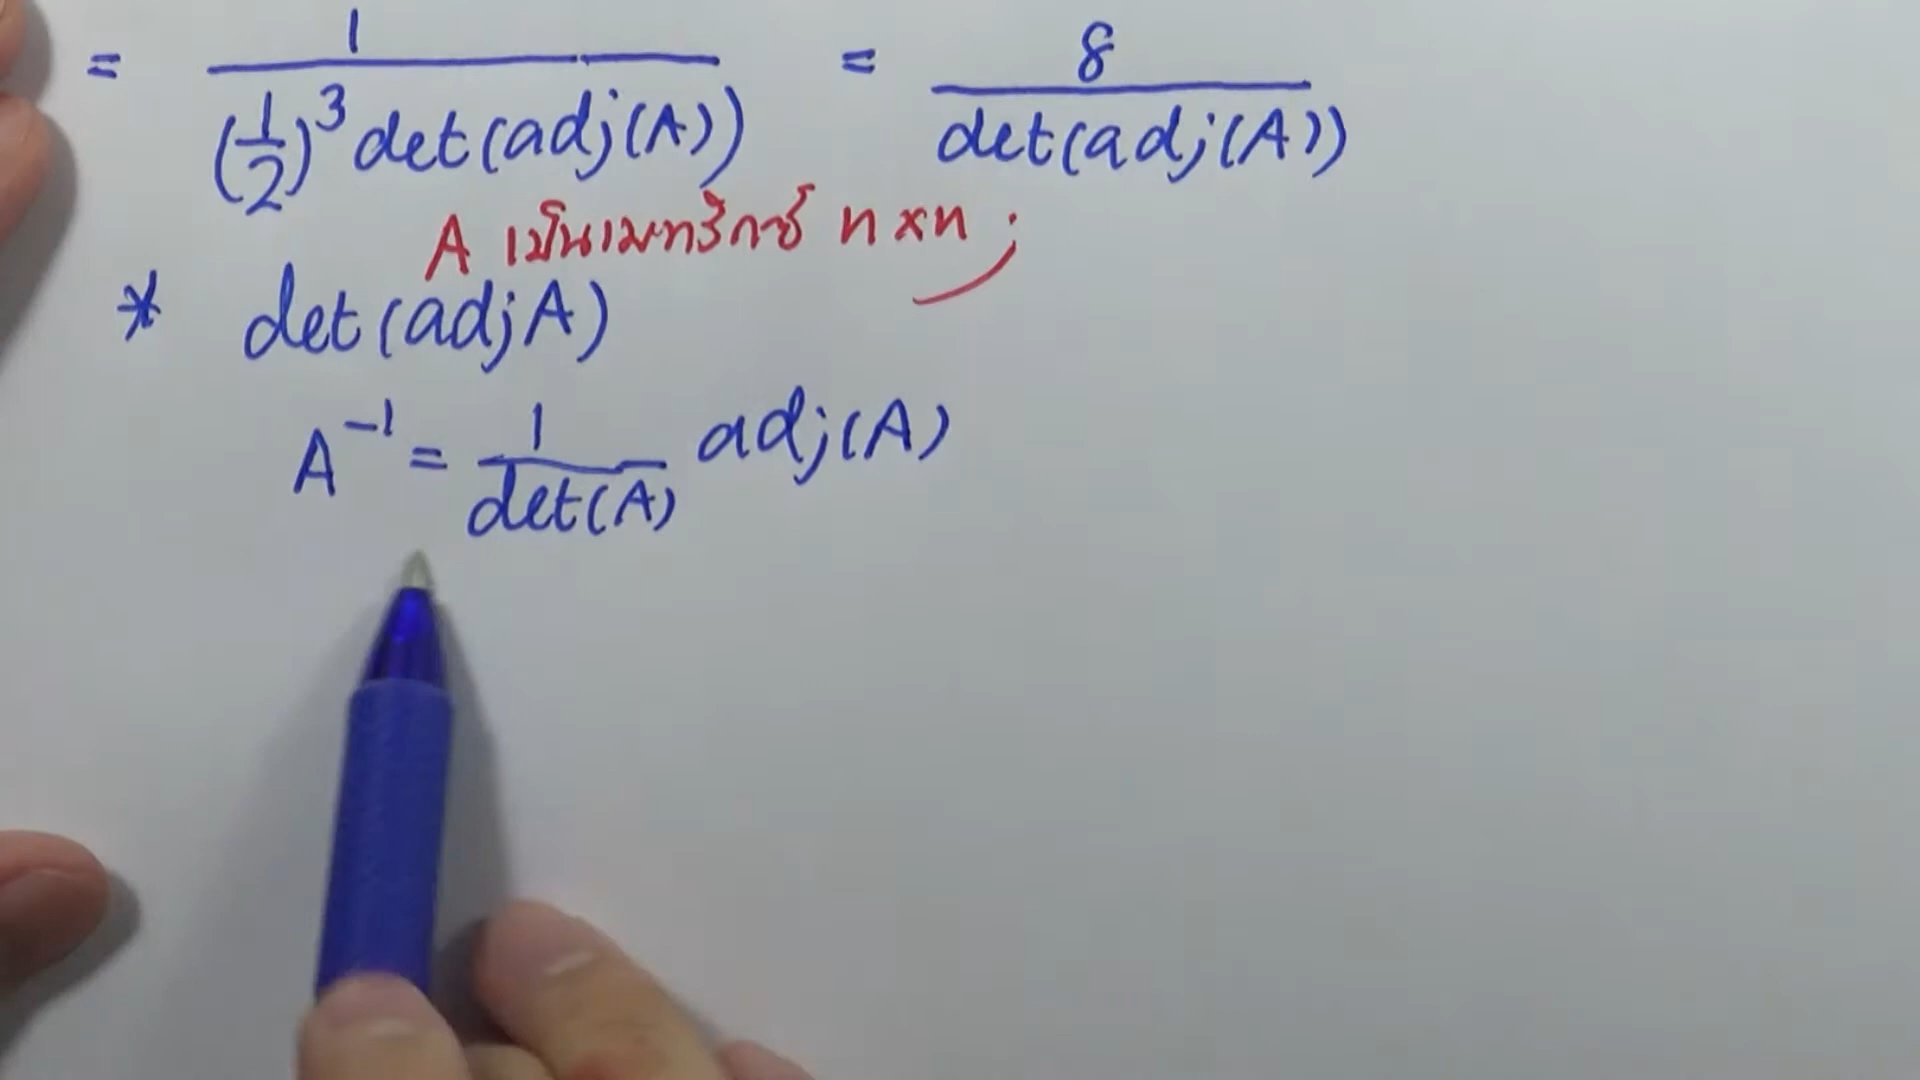 = 1/((1/2)^3 det(adj(A))) = 8/det(adj(A))
A เป็นเมทริกซ์ n×n ;
* det(adjA)
A^-1 = 1/det(A) adj(A)